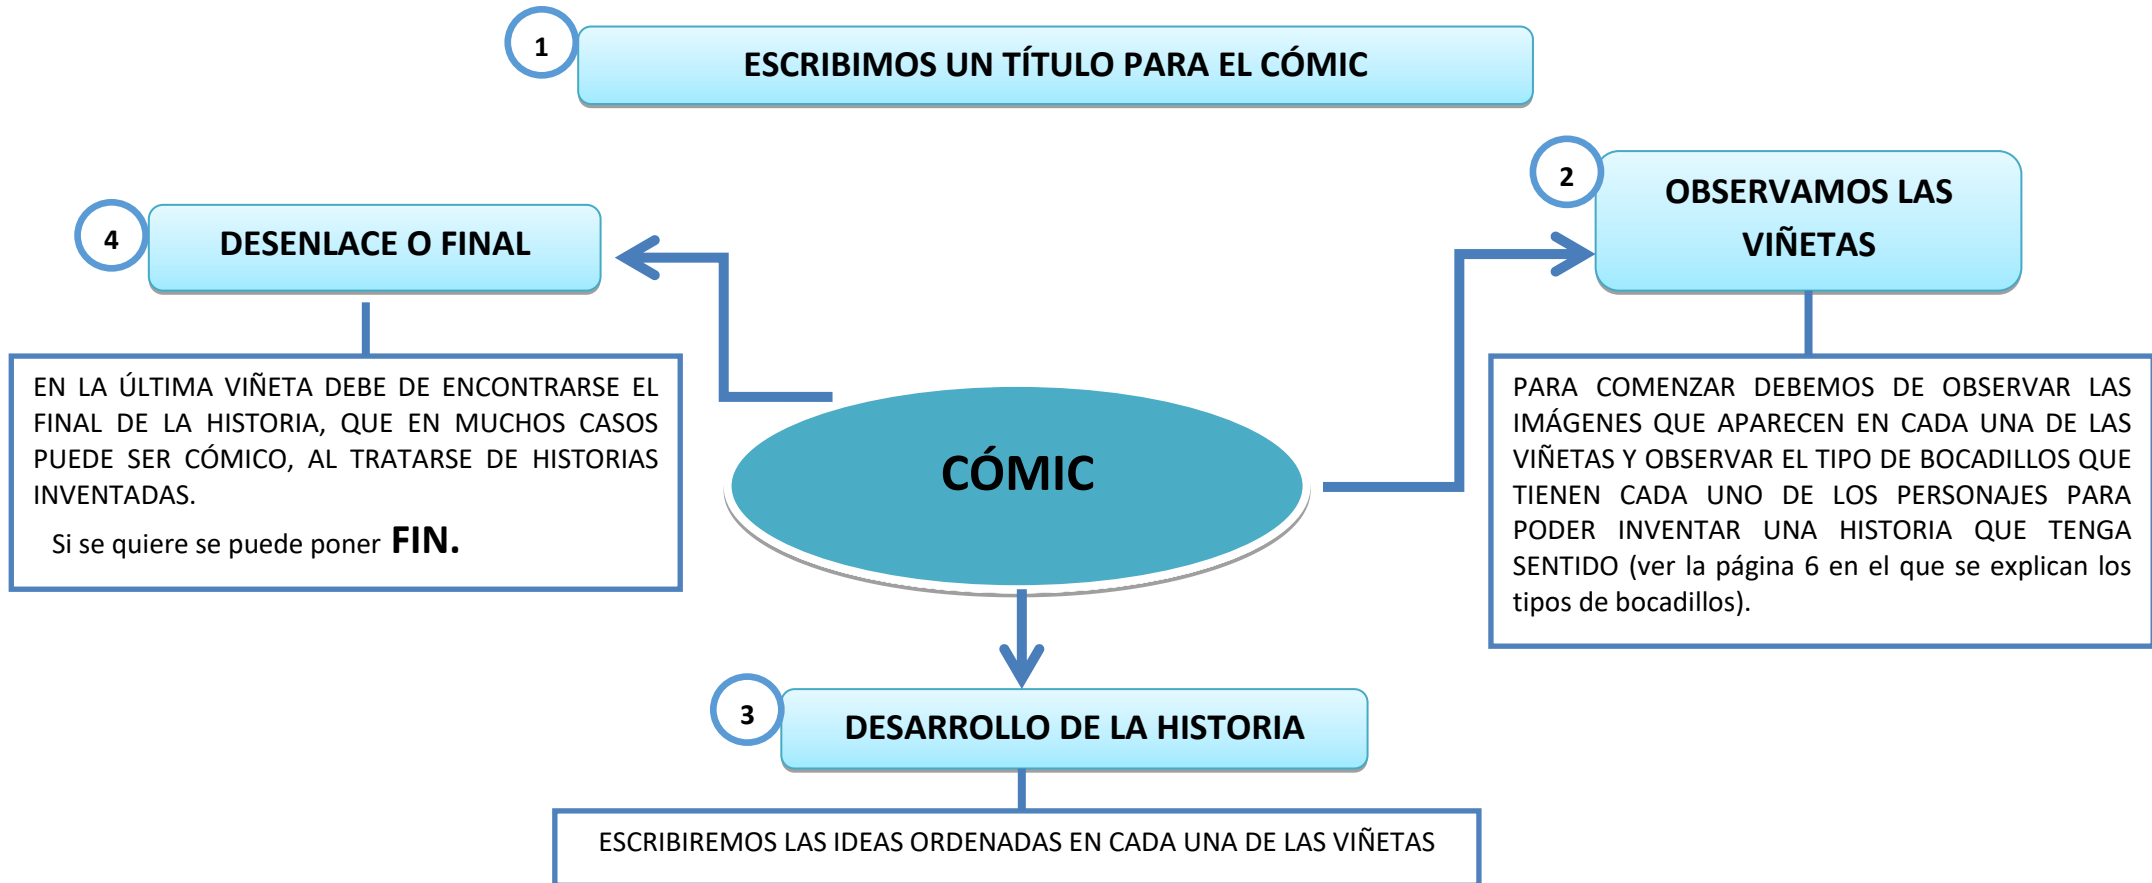 1
ESCRIBIMOS UN TÍTULO PARA EL CÓMIC
2
OBSERVAMOS LAS
VIÑETAS
PARA COMENZAR DEBEMOS DE OBSERVAR LAS
IMÁGENES QUE APARECEN EN CADA UNA DE LAS
VIÑETAS Y OBSERVAR EL TIPO DE BOCADILLOS QUE
TIENEN CADA UNO DE LOS PERSONAJES PARA
PODER INVENTAR UNA HISTORIA QUE TENGA
SENTIDO (ver la página 6 en el que se explican los
tipos de bocadillos).
4
DESENLACE O FINAL
EN LA ÚLTIMA VIÑETA DEBE DE ENCONTRARSE EL
FINAL DE LA HISTORIA, QUE EN MUCHOS CASOS
PUEDE SER CÓMICO, AL TRATARSE DE HISTORIAS
INVENTADAS.
Si se quiere se puede poner FIN.
CÓMIC
3
DESARROLLO DE LA HISTORIA
ESCRIBIREMOS LAS IDEAS ORDENADAS EN CADA UNA DE LAS VIÑETAS